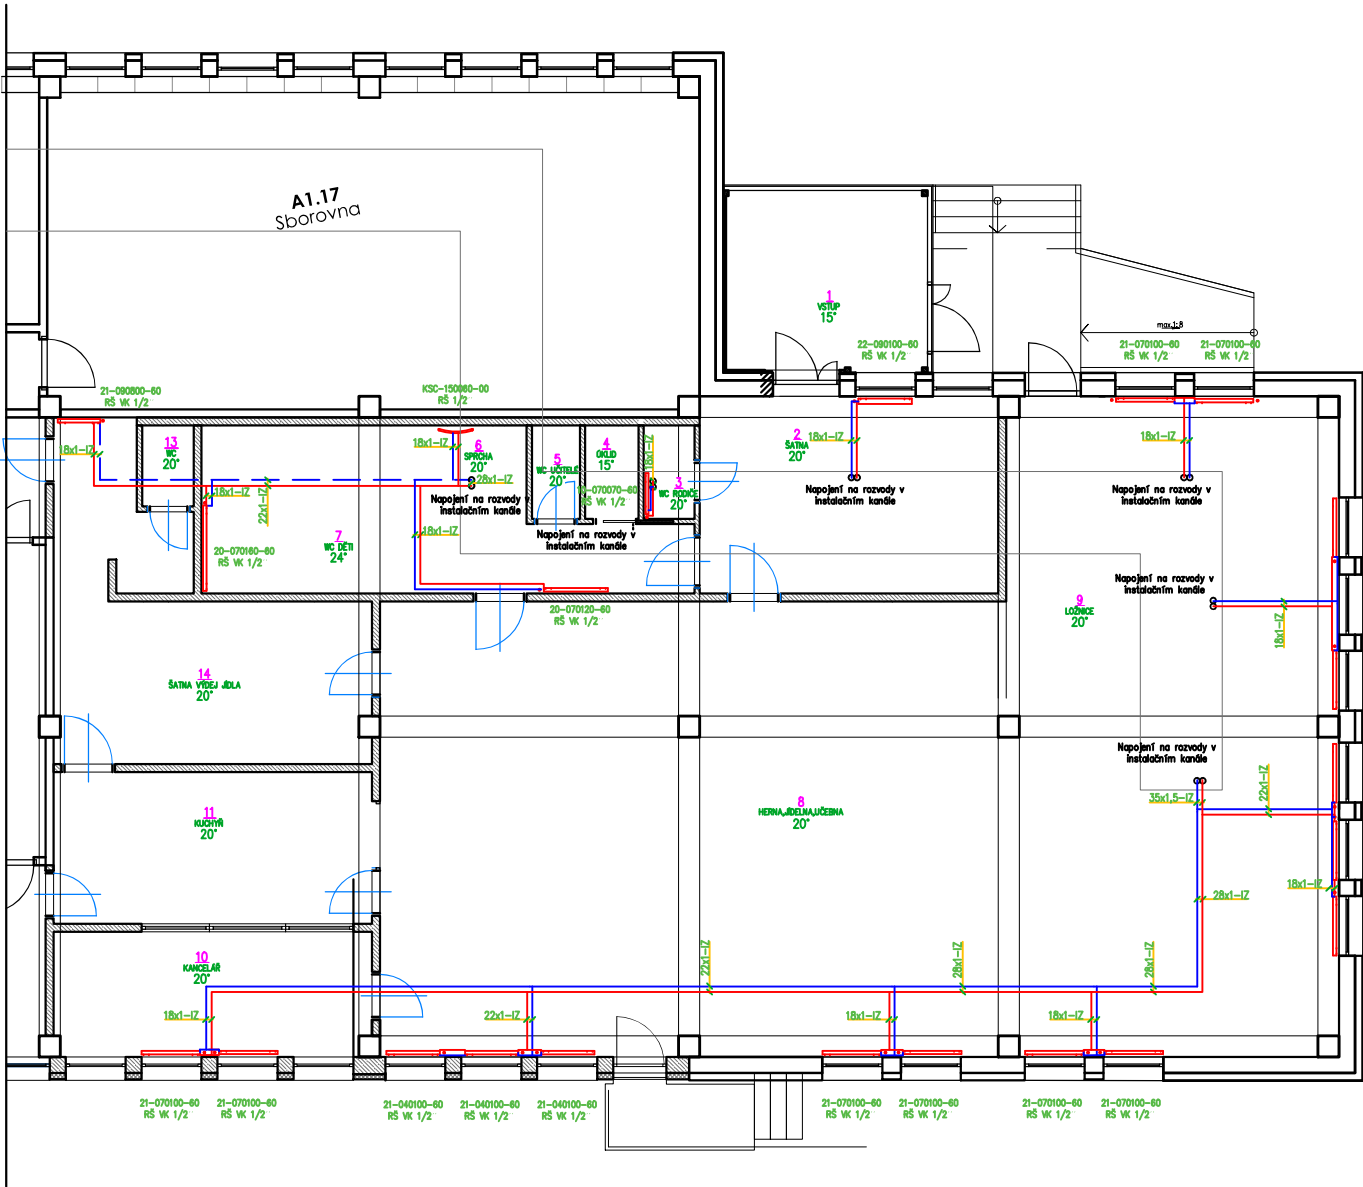 A1.17
Sborovna
1
VSTUP
15°
max.1:8
22-090100-60
RŠ VK 1/2
21-070100-60
RŠ VK 1/2
21-070100-60
RŠ VK 1/2
21-090800-60
RŠ VK 1/2
KSC-150060-00
RŠ 1/2
18x1-IZ
13
WC
20°
18x1-IZ
6
SPRCHA
20°
28x1-IZ
5
WC UČITELÉ
20°
4
ÚKLID
15°
18x1-IZ
3
WC RODIČE
20°
2
ŠATNA
20°
18x1-IZ
18x1-IZ
18x1-IZ
22x1-IZ
Napojení na rozvody v
instalačním kanále
-070070-60
RŠ VK 1/2
Napojení na rozvody v
instalačním kanále
Napojení na rozvody v
instalačním kanále
7
WC DĚTI
24°
18x1-IZ
Napojení na rozvody v
instalačním kanále
20-070160-60
RŠ VK 1/2
Napojení na rozvody v
instalačním kanále
20-070120-60
RŠ VK 1/2
9
LOŽNICE
20°
18x1-IZ
14
ŠATNA VÝDEJ JÍDLA
20°
Napojení na rozvody v
instalačním kanále
35x1,5-IZ
22x1-IZ
11
KUCHYŇ
20°
8
HERNA,JÍDELNA,UČEBNA
20°
18x1-IZ
28x1-IZ
10
KANCELÁŘ
20°
22x1-IZ
28x1-IZ
28x1-IZ
18x1-IZ
22x1-IZ
18x1-IZ
18x1-IZ
21-070100-60
RŠ VK 1/2
21-070100-60
RŠ VK 1/2
21-040100-60
RŠ VK 1/2
21-040100-60
RŠ VK 1/2
21-040100-60
RŠ VK 1/2
21-070100-60
RŠ VK 1/2
21-070100-60
RŠ VK 1/2
21-070100-60
RŠ VK 1/2
21-070100-60
RŠ VK 1/2